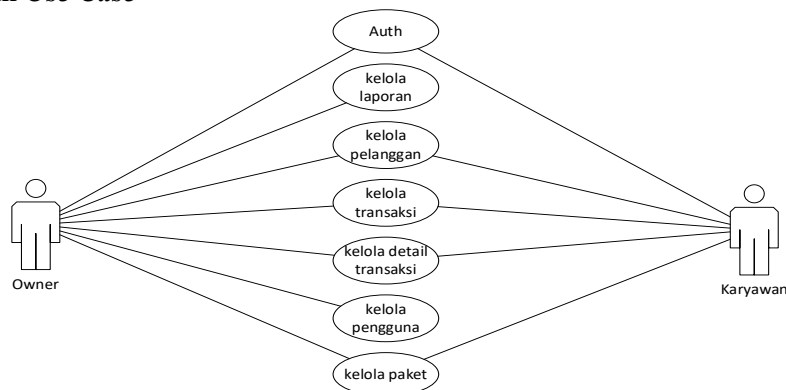 Use Case
Auth
kelola
laporan
kelola
pelanggan
kelola
transaksi
kelola detail
transaksi
kelola
pengguna
kelola paket
Owner
Karyawan